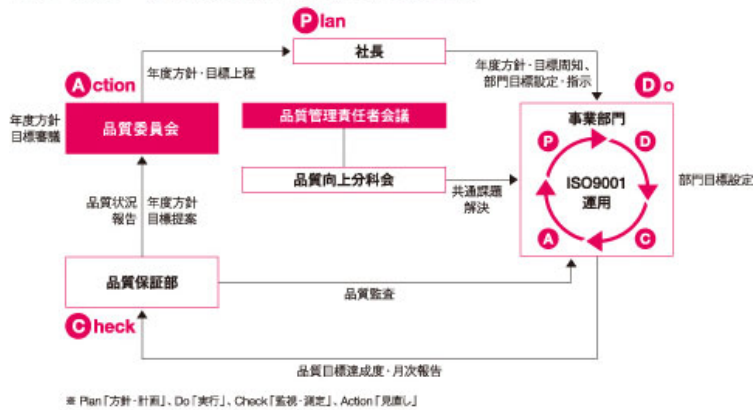 Plan
社長
Action
年度方針・目標上程
年度方針・目標周知、
部門目標設定・指示
Do
年度方針
目標審議
品質委員会
品質管理責任者会議
事業部門
P
D
品質向上分科会
共通課題
解決
ISO9001
運用
部門目標設定
品質状況
報告
年度方針
目標提案
A
C
品質保証部
品質監査
Check
品質目標達成度・月次報告
※ Plan「方針・計画」、Do「実行」、Check「監視・測定」、Action「見直し」